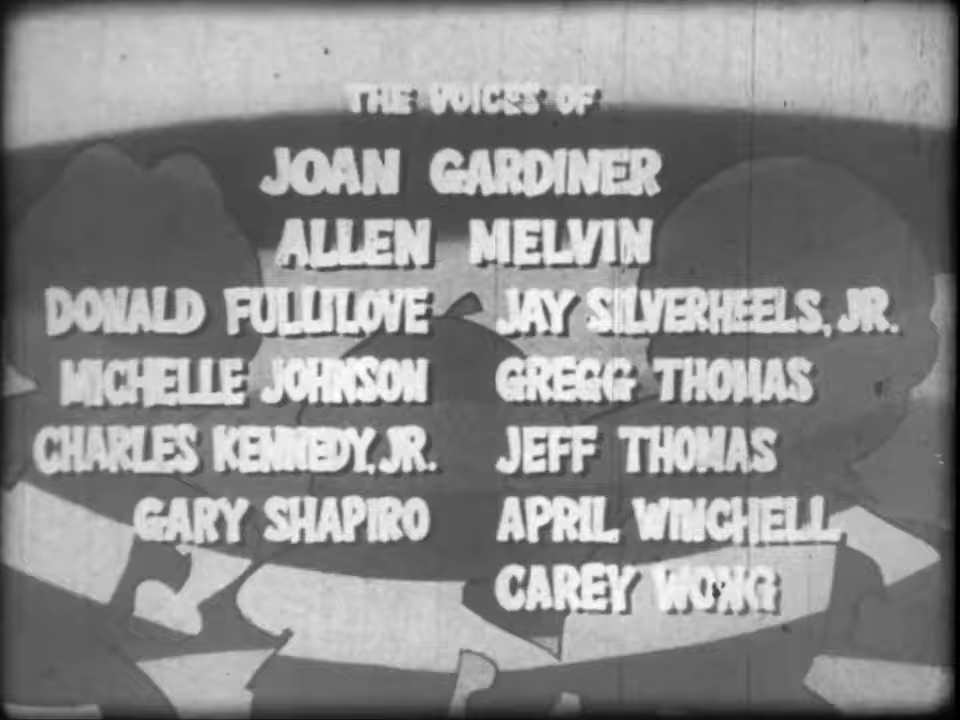 THE VOICES OF
JOAN GARDINER
ALLEN MELVIN
DONALD FULLILOVE JAY SILVERHEELS, JR.
MICHELLE JOHNSON GREGG THOMAS
CHARLES KENNEDY, JR. JEFF THOMAS
GARY SHAPIRO APRIL WINCHELL
CAREY WONG